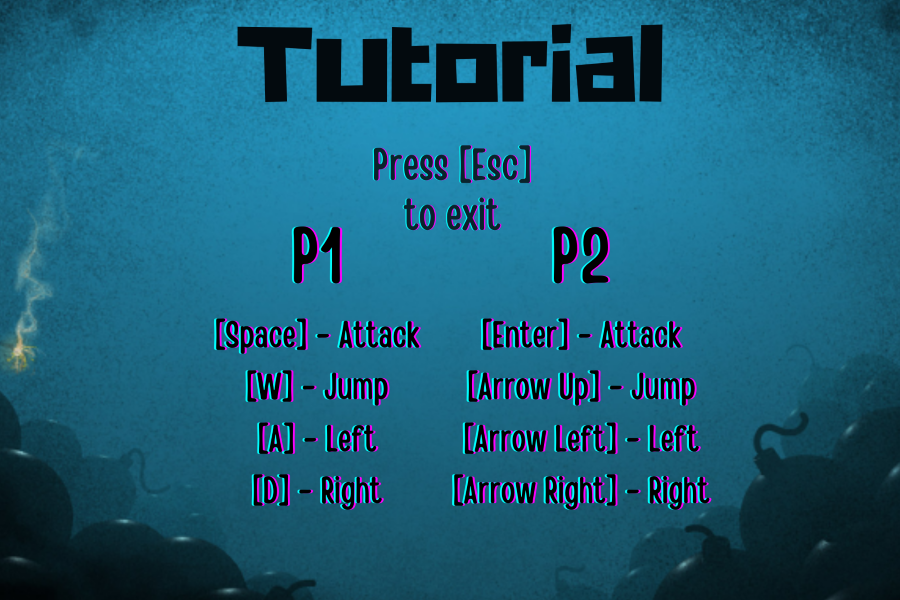 Tutorial
Press [Esc]
to exit
P1
[Space] - Attack
[W] - Jump
[A] - Left
[D] - Right
P2
[Enter] - Attack
[Arrow Up] - Jump
[Arrow Left] - Left
[Arrow Right] - Right